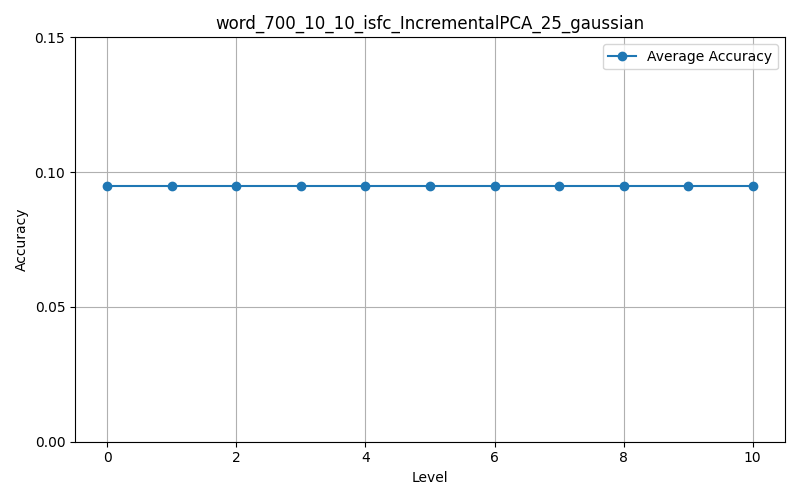 word_700_10_10_isfc_IncrementalPCA_25_gaussian
Average Accuracy
0.15
0.10
0.05
0.00
Accuracy
0 2 4 6 8 10
Level